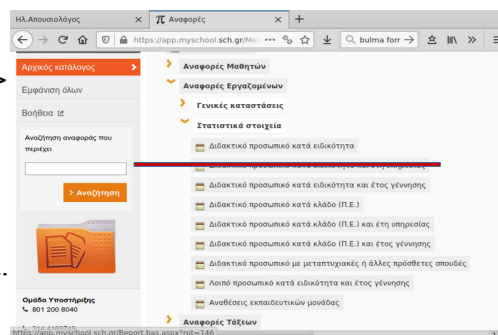 Ηλ.Απουσιολόγος × Αναφορές × +
https://app.myschool.sch.gr/Me ··· bulma forr
Αρχικός κατάλογος
Εμφάνιση όλων
Βοήθεια
Αναζήτηση αναφοράς που περιέχει
> Αναζήτηση
Ομάδα Υποστήριξης
801 200 8040
Αναφορές Μαθητών
Αναφορές Εργαζομένων
Γενικές καταστάσεις
Στατιστικά στοιχεία
Διδακτικό προσωπικό κατά ειδικότητα
Διδακτικό προσωπικό κατά ειδικότητα και έτος γέννησης
Διδακτικό προσωπικό κατά κλάδο (Π.Ε.)
Διδακτικό προσωπικό κατά κλάδο (Π.Ε.) και έτη υπηρεσίας
Διδακτικό προσωπικό κατά κλάδο (Π.Ε.) και έτος γέννησης
Διδακτικό προσωπικό με μεταπτυχιακές ή άλλες πρόσθετες σπουδές
Λοιπό προσωπικό κατά ειδικότητα και έτος γέννησης
Αναθέσεις εκπαιδευτικών μονάδας
Αναφορές Τάξεων
https://app.myschool.sch.gr/Report.bas.aspx?rpt=146